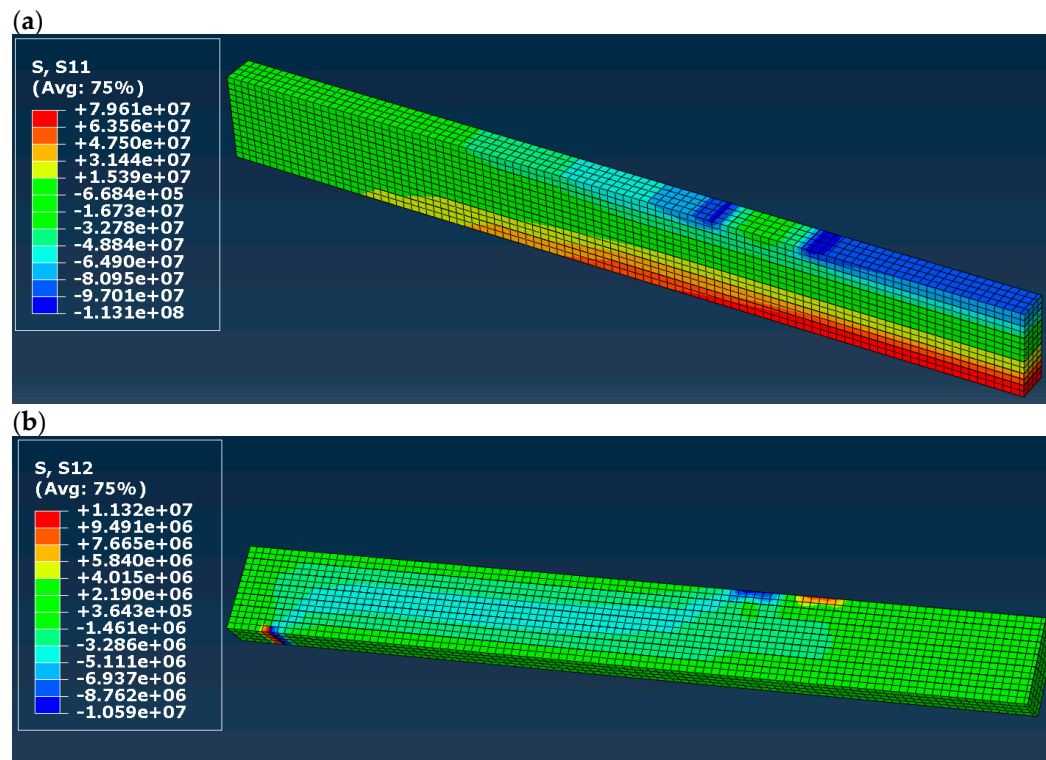 (a)
S, S11
(Avg: 75%)
+7.961e+07
+6.356e+07
+4.750e+07
+3.144e+07
+1.539e+07
-6.684e+05
-1.673e+07
-3.278e+07
-4.884e+07
-6.490e+07
-8.095e+07
-9.701e+07
-1.131e+08
(b)
S, S12
(Avg: 75%)
+1.132e+07
+9.491e+06
+7.665e+06
+5.840e+06
+4.015e+06
+2.190e+06
+3.643e+05
-1.461e+06
-3.286e+06
-5.111e+06
-6.937e+06
-8.762e+06
-1.059e+07